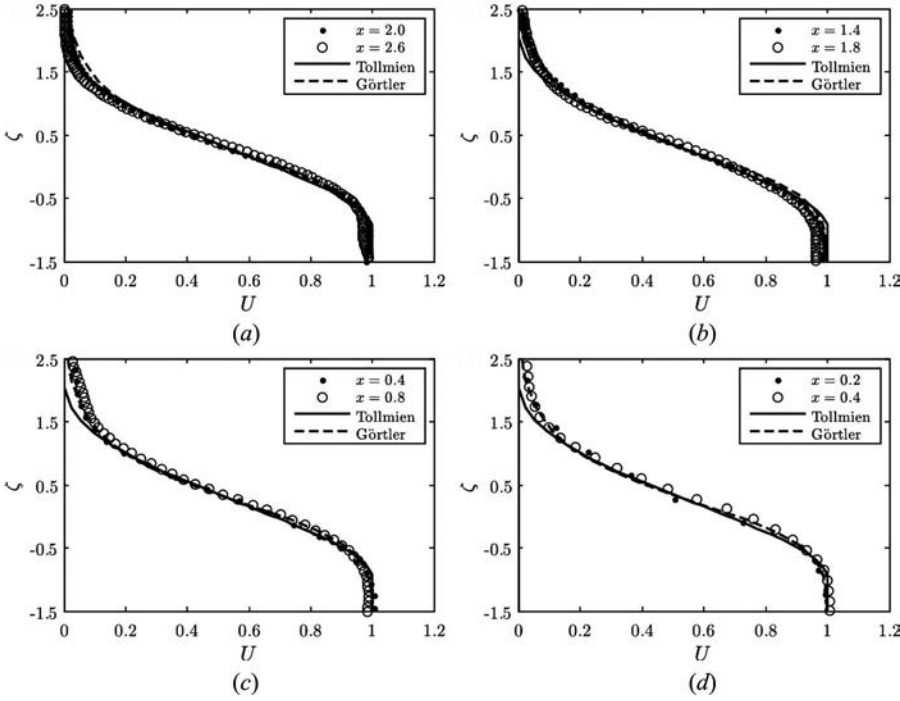 2.5
1.5
0.5
-0.5
-1.5
ζ
0 0.2 0.4 0.6 0.8 1 1.2
U
x = 2.0
x = 2.6
Tollmien
Görtler
(a)
2.5
1.5
0.5
-0.5
-1.5
ζ
0 0.2 0.4 0.6 0.8 1 1.2
U
x = 1.4
x = 1.8
Tollmien
Görtler
(b)
2.5
1.5
0.5
-0.5
-1.5
ζ
0 0.2 0.4 0.6 0.8 1 1.2
U
x = 0.4
x = 0.8
Tollmien
Görtler
(c)
2.5
1.5
0.5
-0.5
-1.5
ζ
0 0.2 0.4 0.6 0.8 1 1.2
U
x = 0.2
x = 0.4
Tollmien
Görtler
(d)